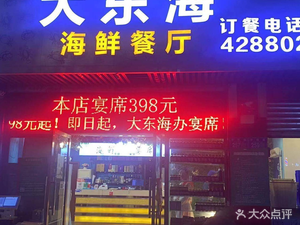 大东海
海鲜餐厅
订餐电话
428802
本店宴席398元
98元起！即日起，大东海办宴席！
大众点评